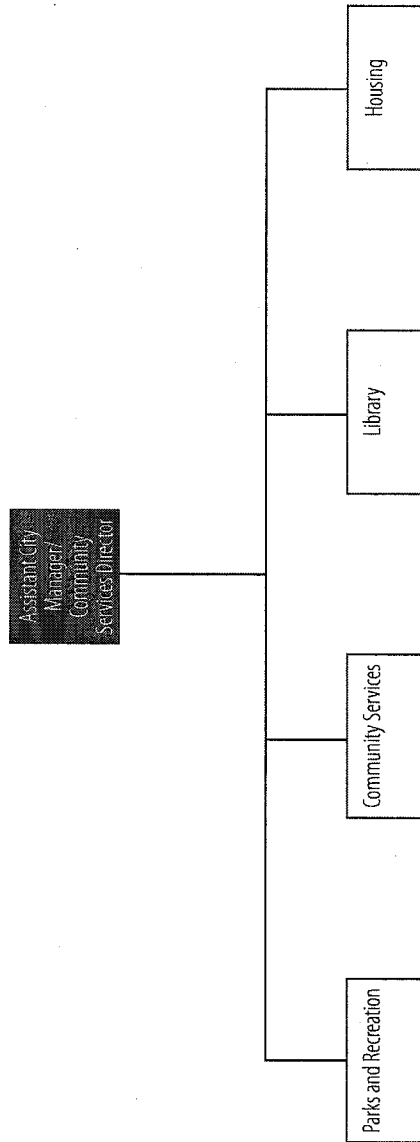 Assistant City
Manager/
Community
Services Director
Parks and Recreation
Community Services
Library
Housing